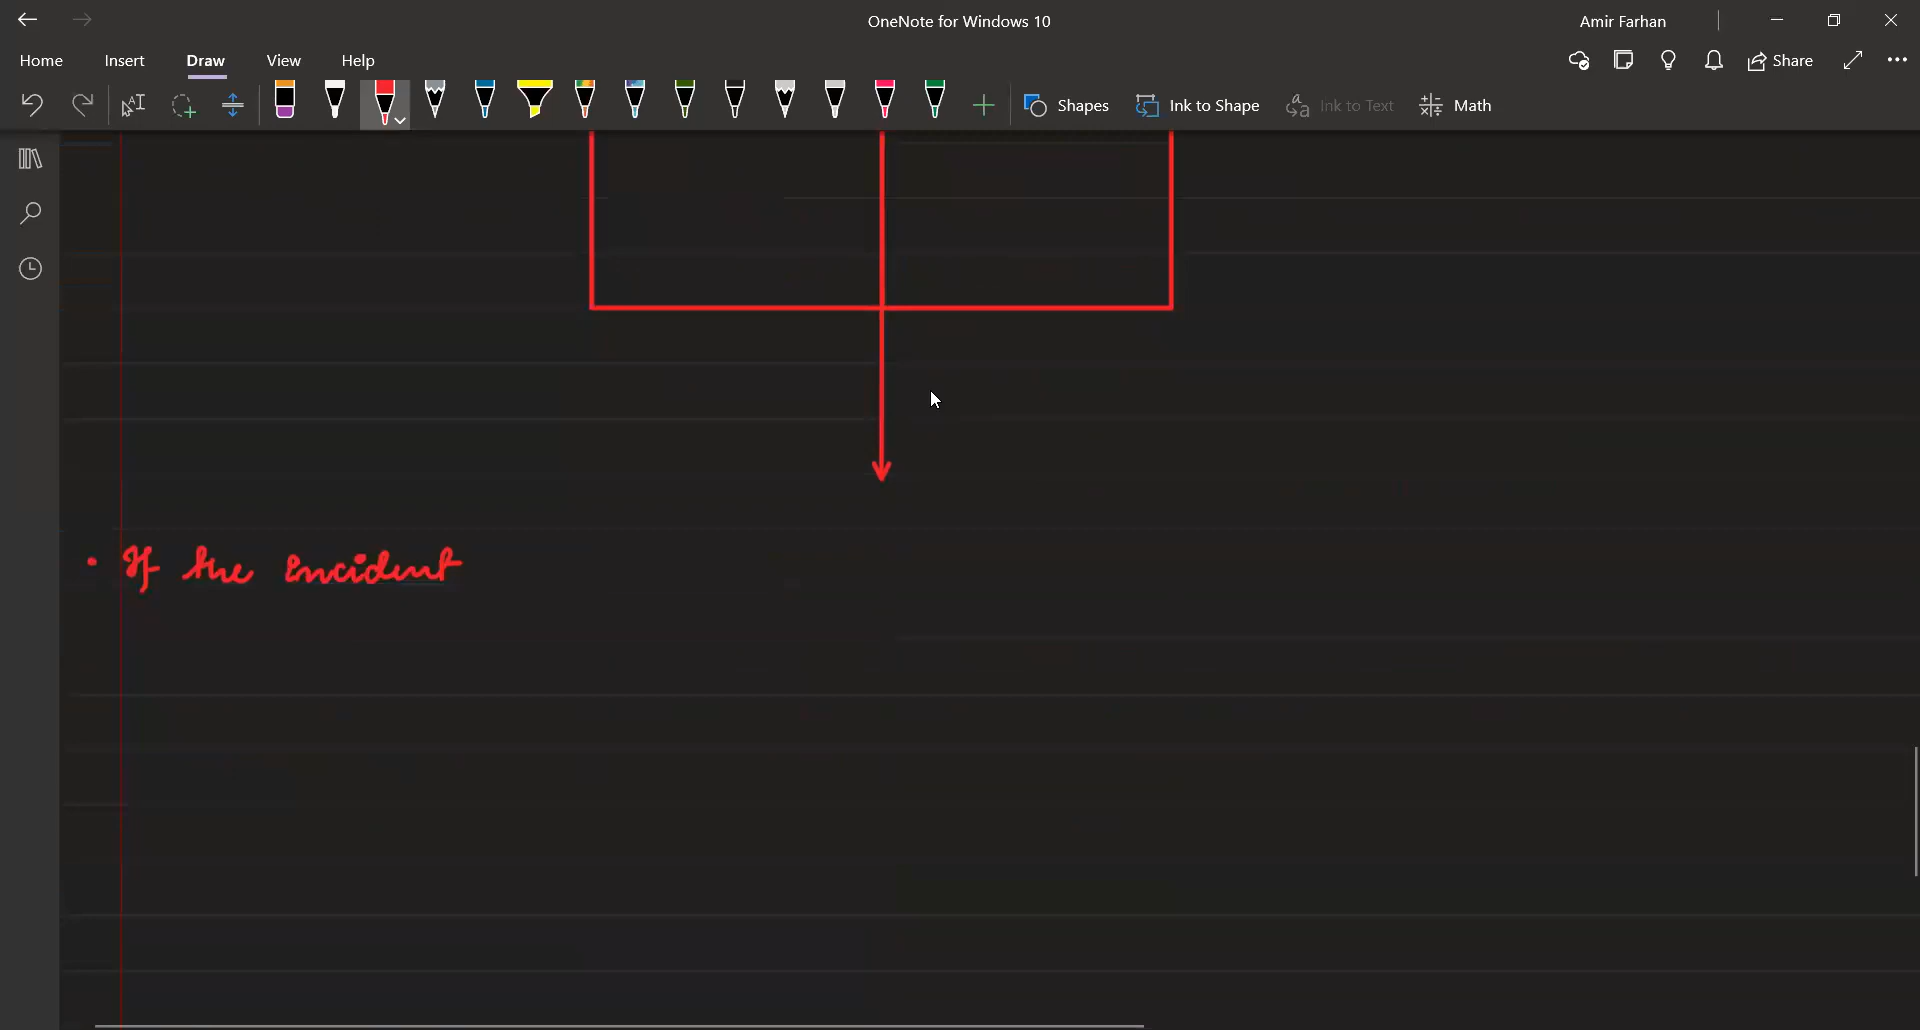 OneNote for Windows 10
Amir Farhan
Home Insert Draw View Help
Share
Shapes Ink to Shape Ink to Text Math
• If the incident